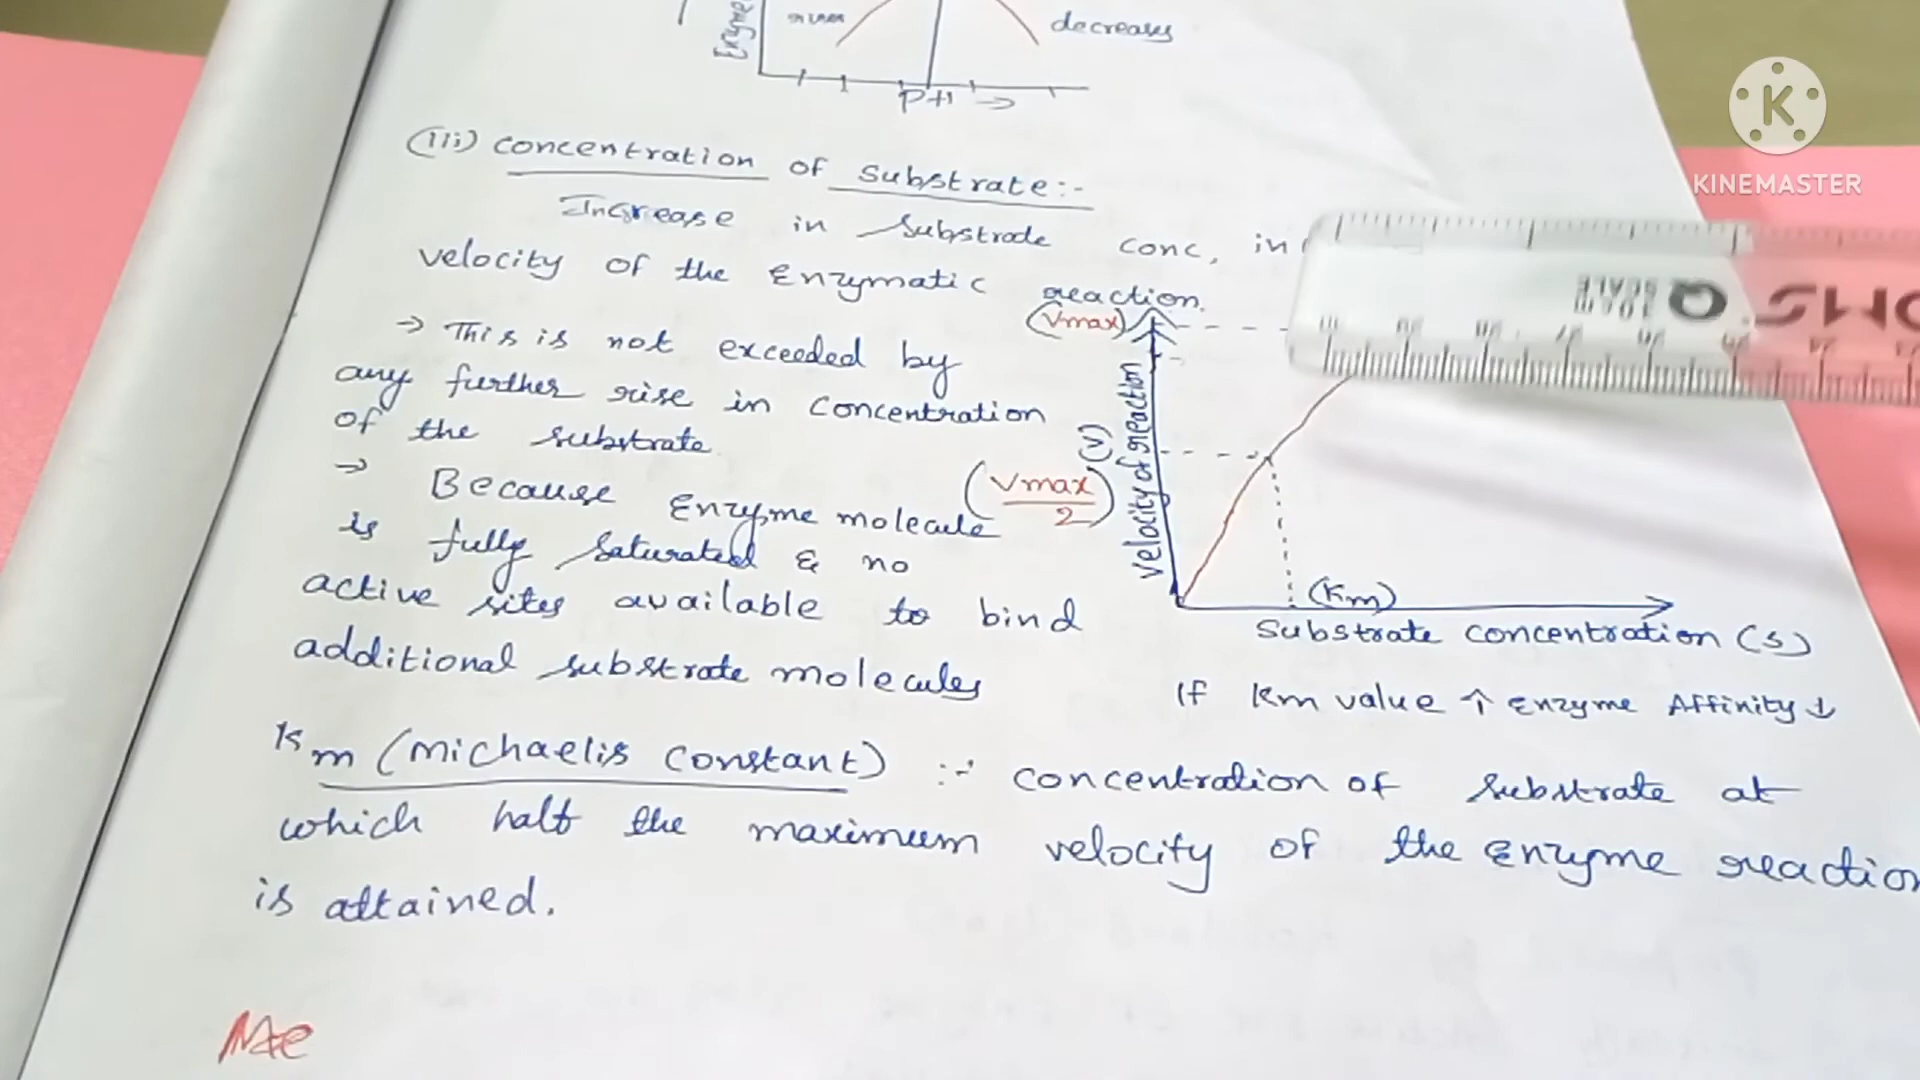 Enzyme
decreases
PH →
(iii) Concentration of Substrate:-
Increase in Substrate conc, in
velocity of the Enzymatic reaction.
→ This is not exceeded by
any further rise in concentration
of the substrate
→ Because Enzyme molecule
is fully saturated & no
active sites available to bind
additional substrate molecules
(Vmax)
(V)
Velocity of reaction
(Vmax/2)
(Km)
Substrate concentration (S)
If Km value ↑ Enzyme Affinity ↓
Km (Michaelis constant) :- concentration of substrate at
which half the maximum velocity of the Enzyme reaction
is attained.
KINEMASTER